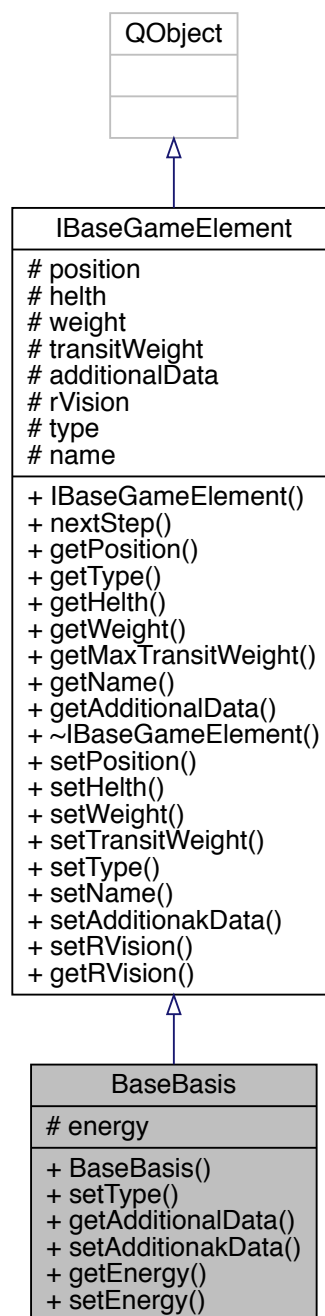 QObject
IBaseGameElement
# position
# helth
# weight
# transitWeight
# additionalData
# rVision
# type
# name
+ IBaseGameElement()
+ nextStep()
+ getPosition()
+ getType()
+ getHelth()
+ getWeight()
+ getMaxTransitWeight()
+ getName()
+ getAdditionalData()
+ ~IBaseGameElement()
+ setPosition()
+ setHelth()
+ setWeight()
+ setTransitWeight()
+ setType()
+ setName()
+ setAdditionakData()
+ setRVision()
+ getRVision()
BaseBasis
# energy
+ BaseBasis()
+ setType()
+ getAdditionalData()
+ setAdditionakData()
+ getEnergy()
+ setEnergy()